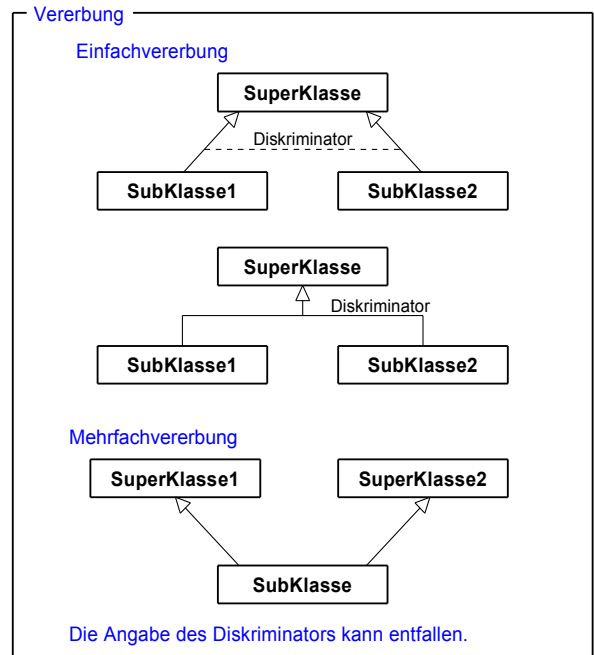 Vererbung
Einfachvererbung
SuperKlasse
Diskriminator
SubKlasse1 SubKlasse2
SuperKlasse
Diskriminator
SubKlasse1 SubKlasse2
Mehrfachvererbung
SuperKlasse1 SuperKlasse2
SubKlasse
Die Angabe des Diskriminators kann entfallen.